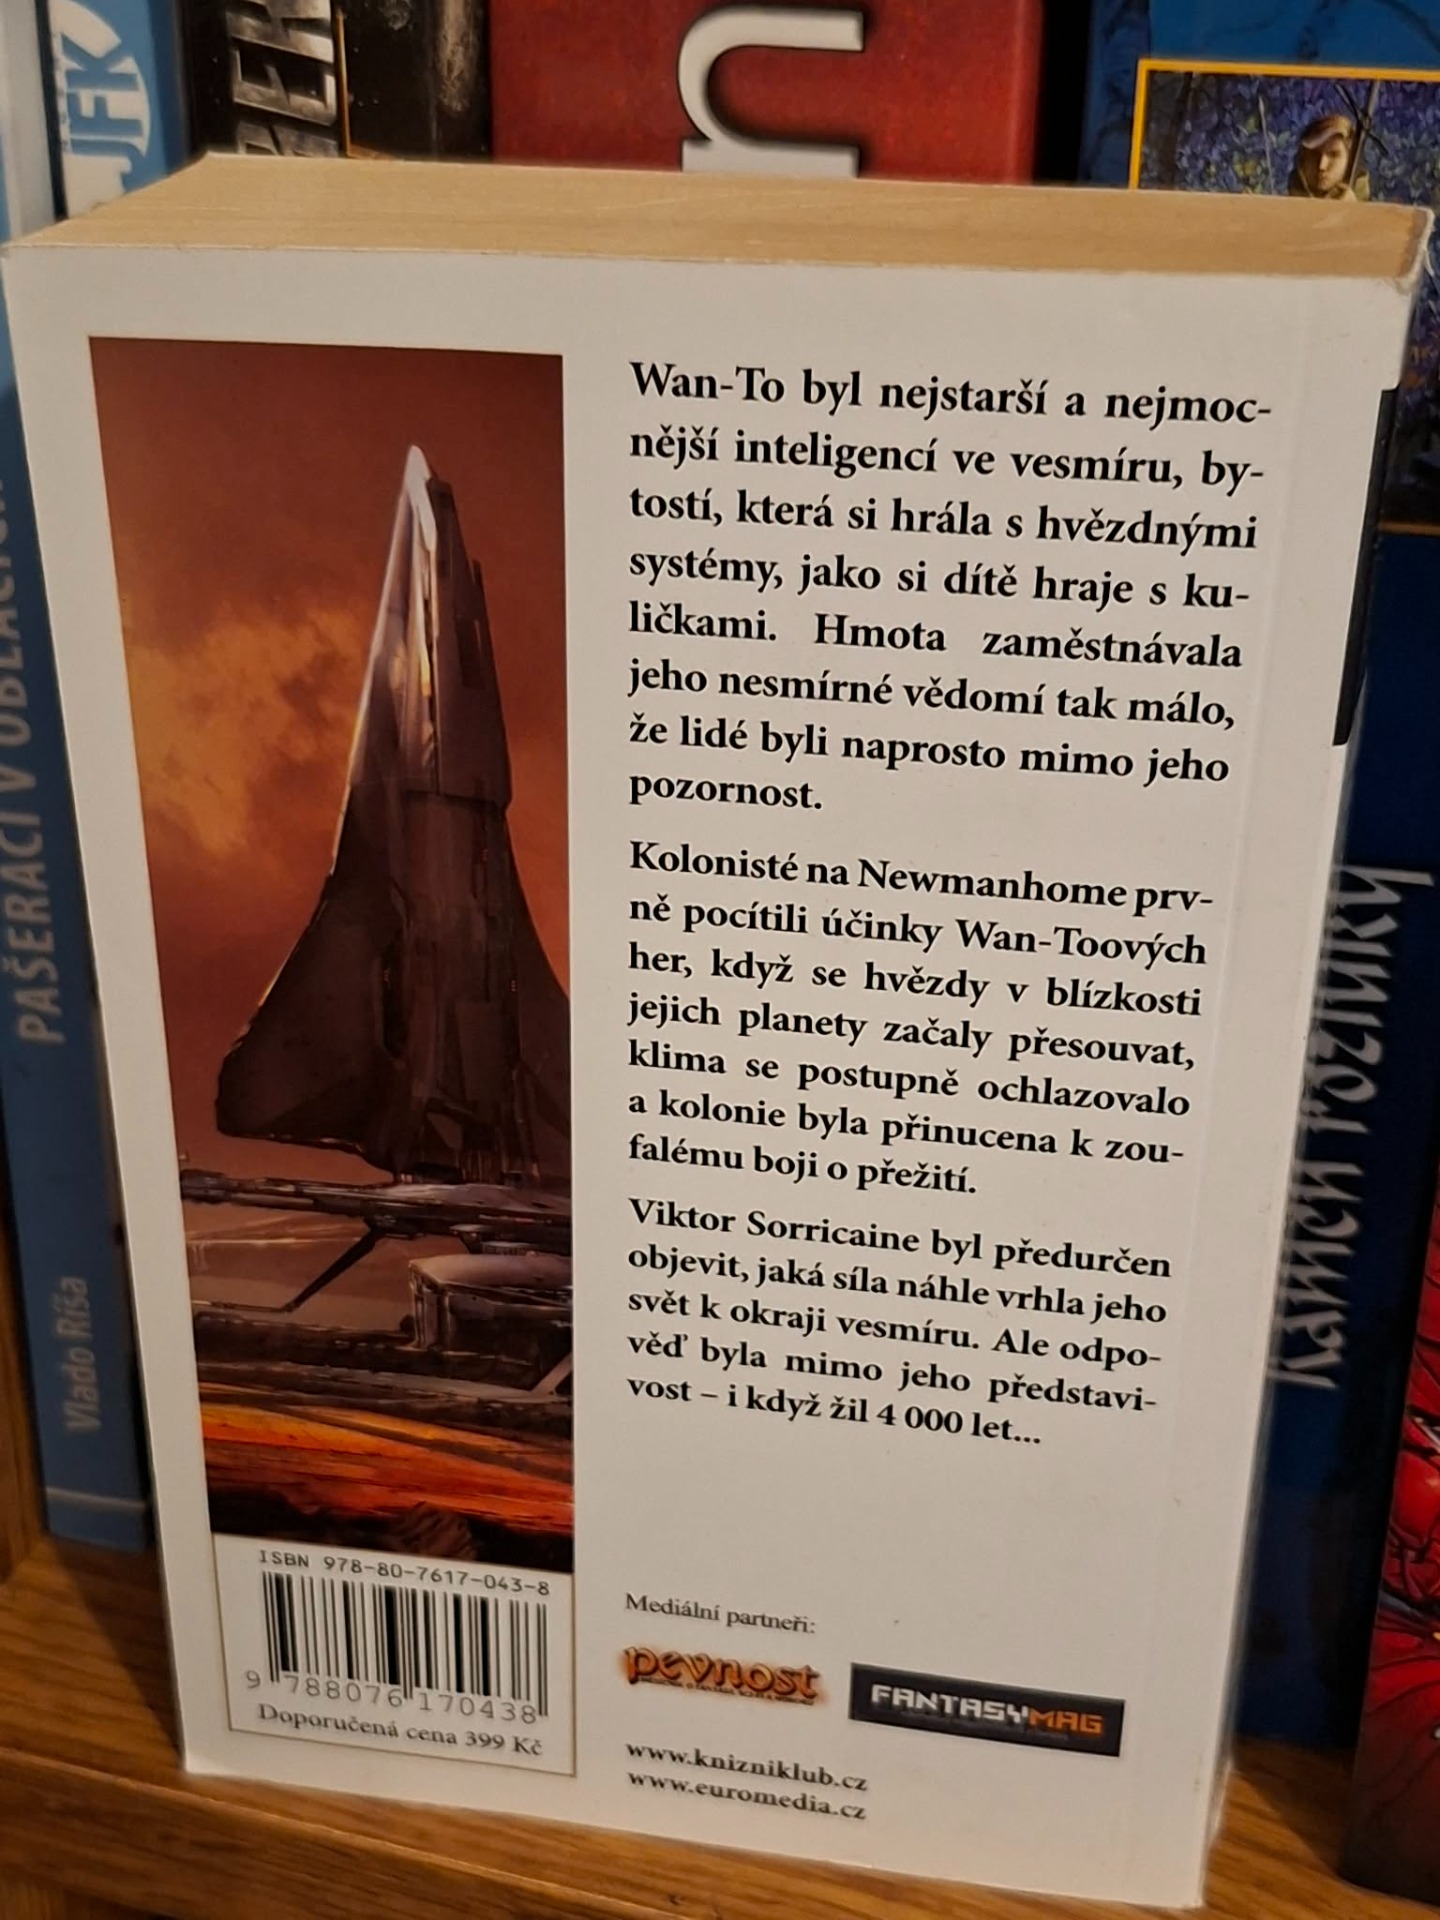 JFK
n
PAŠERÁCI V OBLACÍCH
Vlado Ríša
Wan-To byl nejstarší a nejmoc-
nější inteligencí ve vesmíru, by-
tostí, která si hrála s hvězdnými
systémy, jako si dítě hraje s ku-
ličkami. Hmota zaměstnávala
jeho nesmírné vědomí tak málo,
že lidé byli naprosto mimo jeho
pozornost.
Kolonisté na Newmanhome prv-
ně pocítili účinky Wan-Toových
her, když se hvězdy v blízkosti
jejich planety začaly přesouvat,
klima se postupně ochlazovalo
a kolonie byla přinucena k zou-
falému boji o přežití.
Viktor Sorricaine byl předurčen
objevit, jaká síla náhle vrhla jeho
svět k okraji vesmíru. Ale odpo-
věď byla mimo jeho představi-
vost – i když žil 4 000 let...
ISBN 978-80-7617-043-8
9 788076 170438
Doporučená cena 399 Kč
Mediální partneři:
pevnost
FANTASYMAG
www.knizniklub.cz
www.euromedia.cz
Kámen rozluky